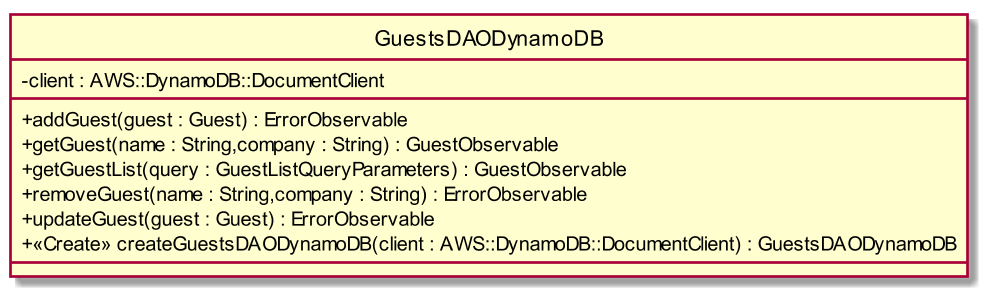 GuestsDAODynamoDB
-client : AWS::DynamoDB::DocumentClient
+addGuest(guest : Guest) : ErrorObservable
+getGuest(name : String,company : String) : GuestObservable
+getGuestList(query : GuestListQueryParameters) : GuestObservable
+removeGuest(name : String,company : String) : ErrorObservable
+updateGuest(guest : Guest) : ErrorObservable
+«Create» createGuestsDAODynamoDB(client : AWS::DynamoDB::DocumentClient) : GuestsDAODynamoDB